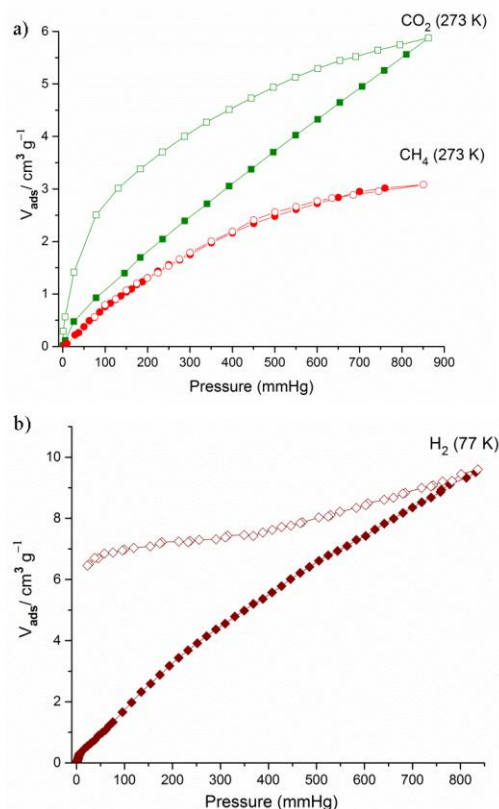 a)
CO₂ (273 K)
CH₄ (273 K)
V_ads/ cm³ g⁻¹
6
5
4
3
2
1
0
0 100 200 300 400 500 600 700 800 900
Pressure (mmHg)
b)
H₂ (77 K)
V_ads/ cm³ g⁻¹
10
8
6
4
2
0
0 100 200 300 400 500 600 700 800
Pressure (mmHg)